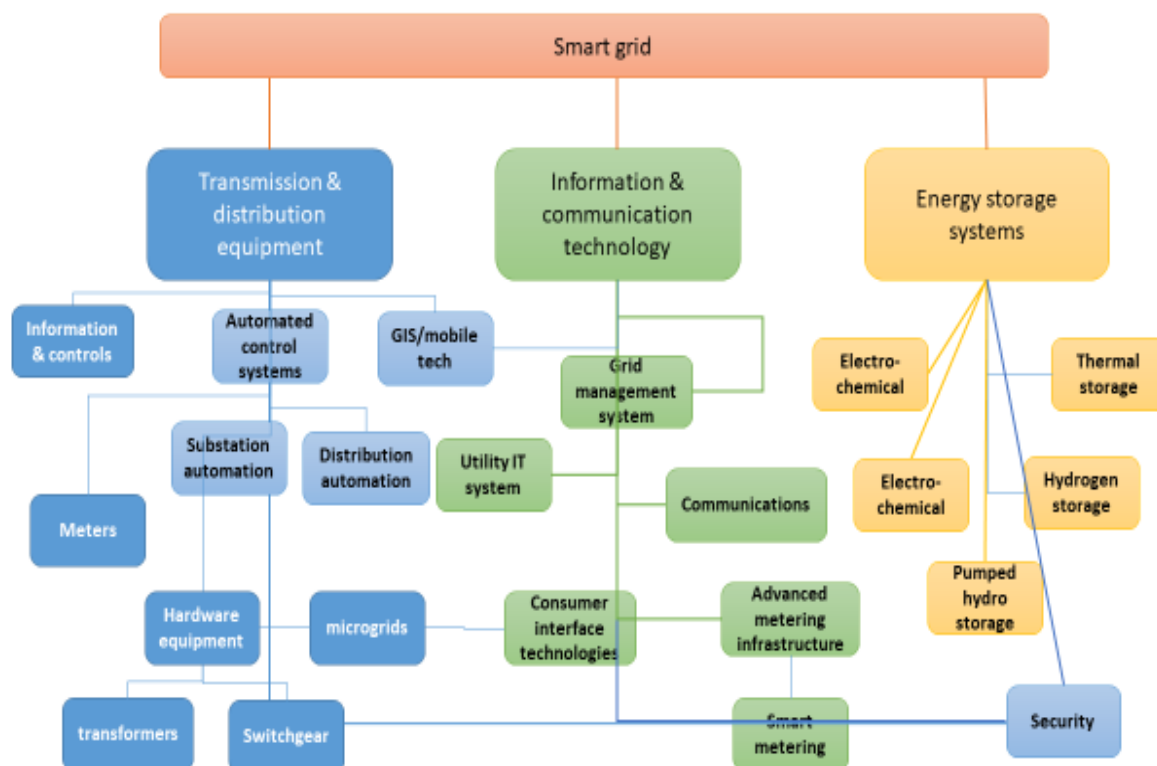 Smart grid
Transmission &
distribution
equipment
Information &
communication
technology
Energy storage
systems
Information
& controls
Automated
control
systems
GIS/mobile
tech
Grid
management
system
Electro-
chemical
Thermal
storage
Substation
automation
Distribution
automation
Utility IT
system
Communications
Electro-
chemical
Hydrogen
storage
Meters
Pumped
hydro
storage
Hardware
equipment
microgrids
Consumer
interface
technologies
Advanced
metering
infrastructure
transformers
Switchgear
Smart
metering
Security